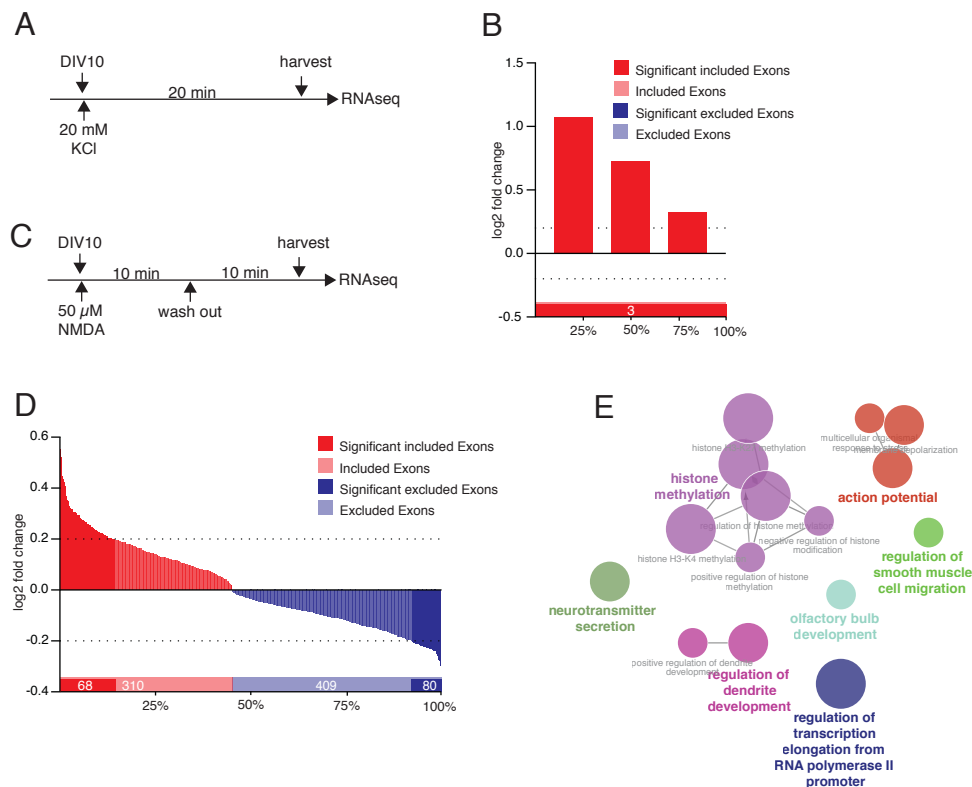 A
DIV10
harvest
20 min
RNAseq
20 mM
KCl
B
1.5
1.0
0.5
0.0
-0.5
log2 fold change
Significant included Exons
Included Exons
Significant excluded Exons
Excluded Exons
3
25%
50%
75%
100%
C
DIV10
harvest
10 min
10 min
RNAseq
50 µM
NMDA
wash out
D
0.6
0.4
0.2
0.0
-0.2
-0.4
log2 fold change
Significant included Exons
Included Exons
Significant excluded Exons
Excluded Exons
68
310
409
80
25%
50%
75%
100%
E
methylation
histone
methylation
regulation of histone methylation
negative regulation of histone
modification
histone H3-K4 methylation
positive regulation of histone
methylation
multicellular organismal
response to stress
membrane depolarization
action potential
regulation of
smooth muscle
cell migration
neurotransmitter
secretion
olfactory bulb
development
positive regulation of dendrite
development
regulation of
dendrite
development
regulation of
transcription
elongation from
RNA polymerase II
promoter